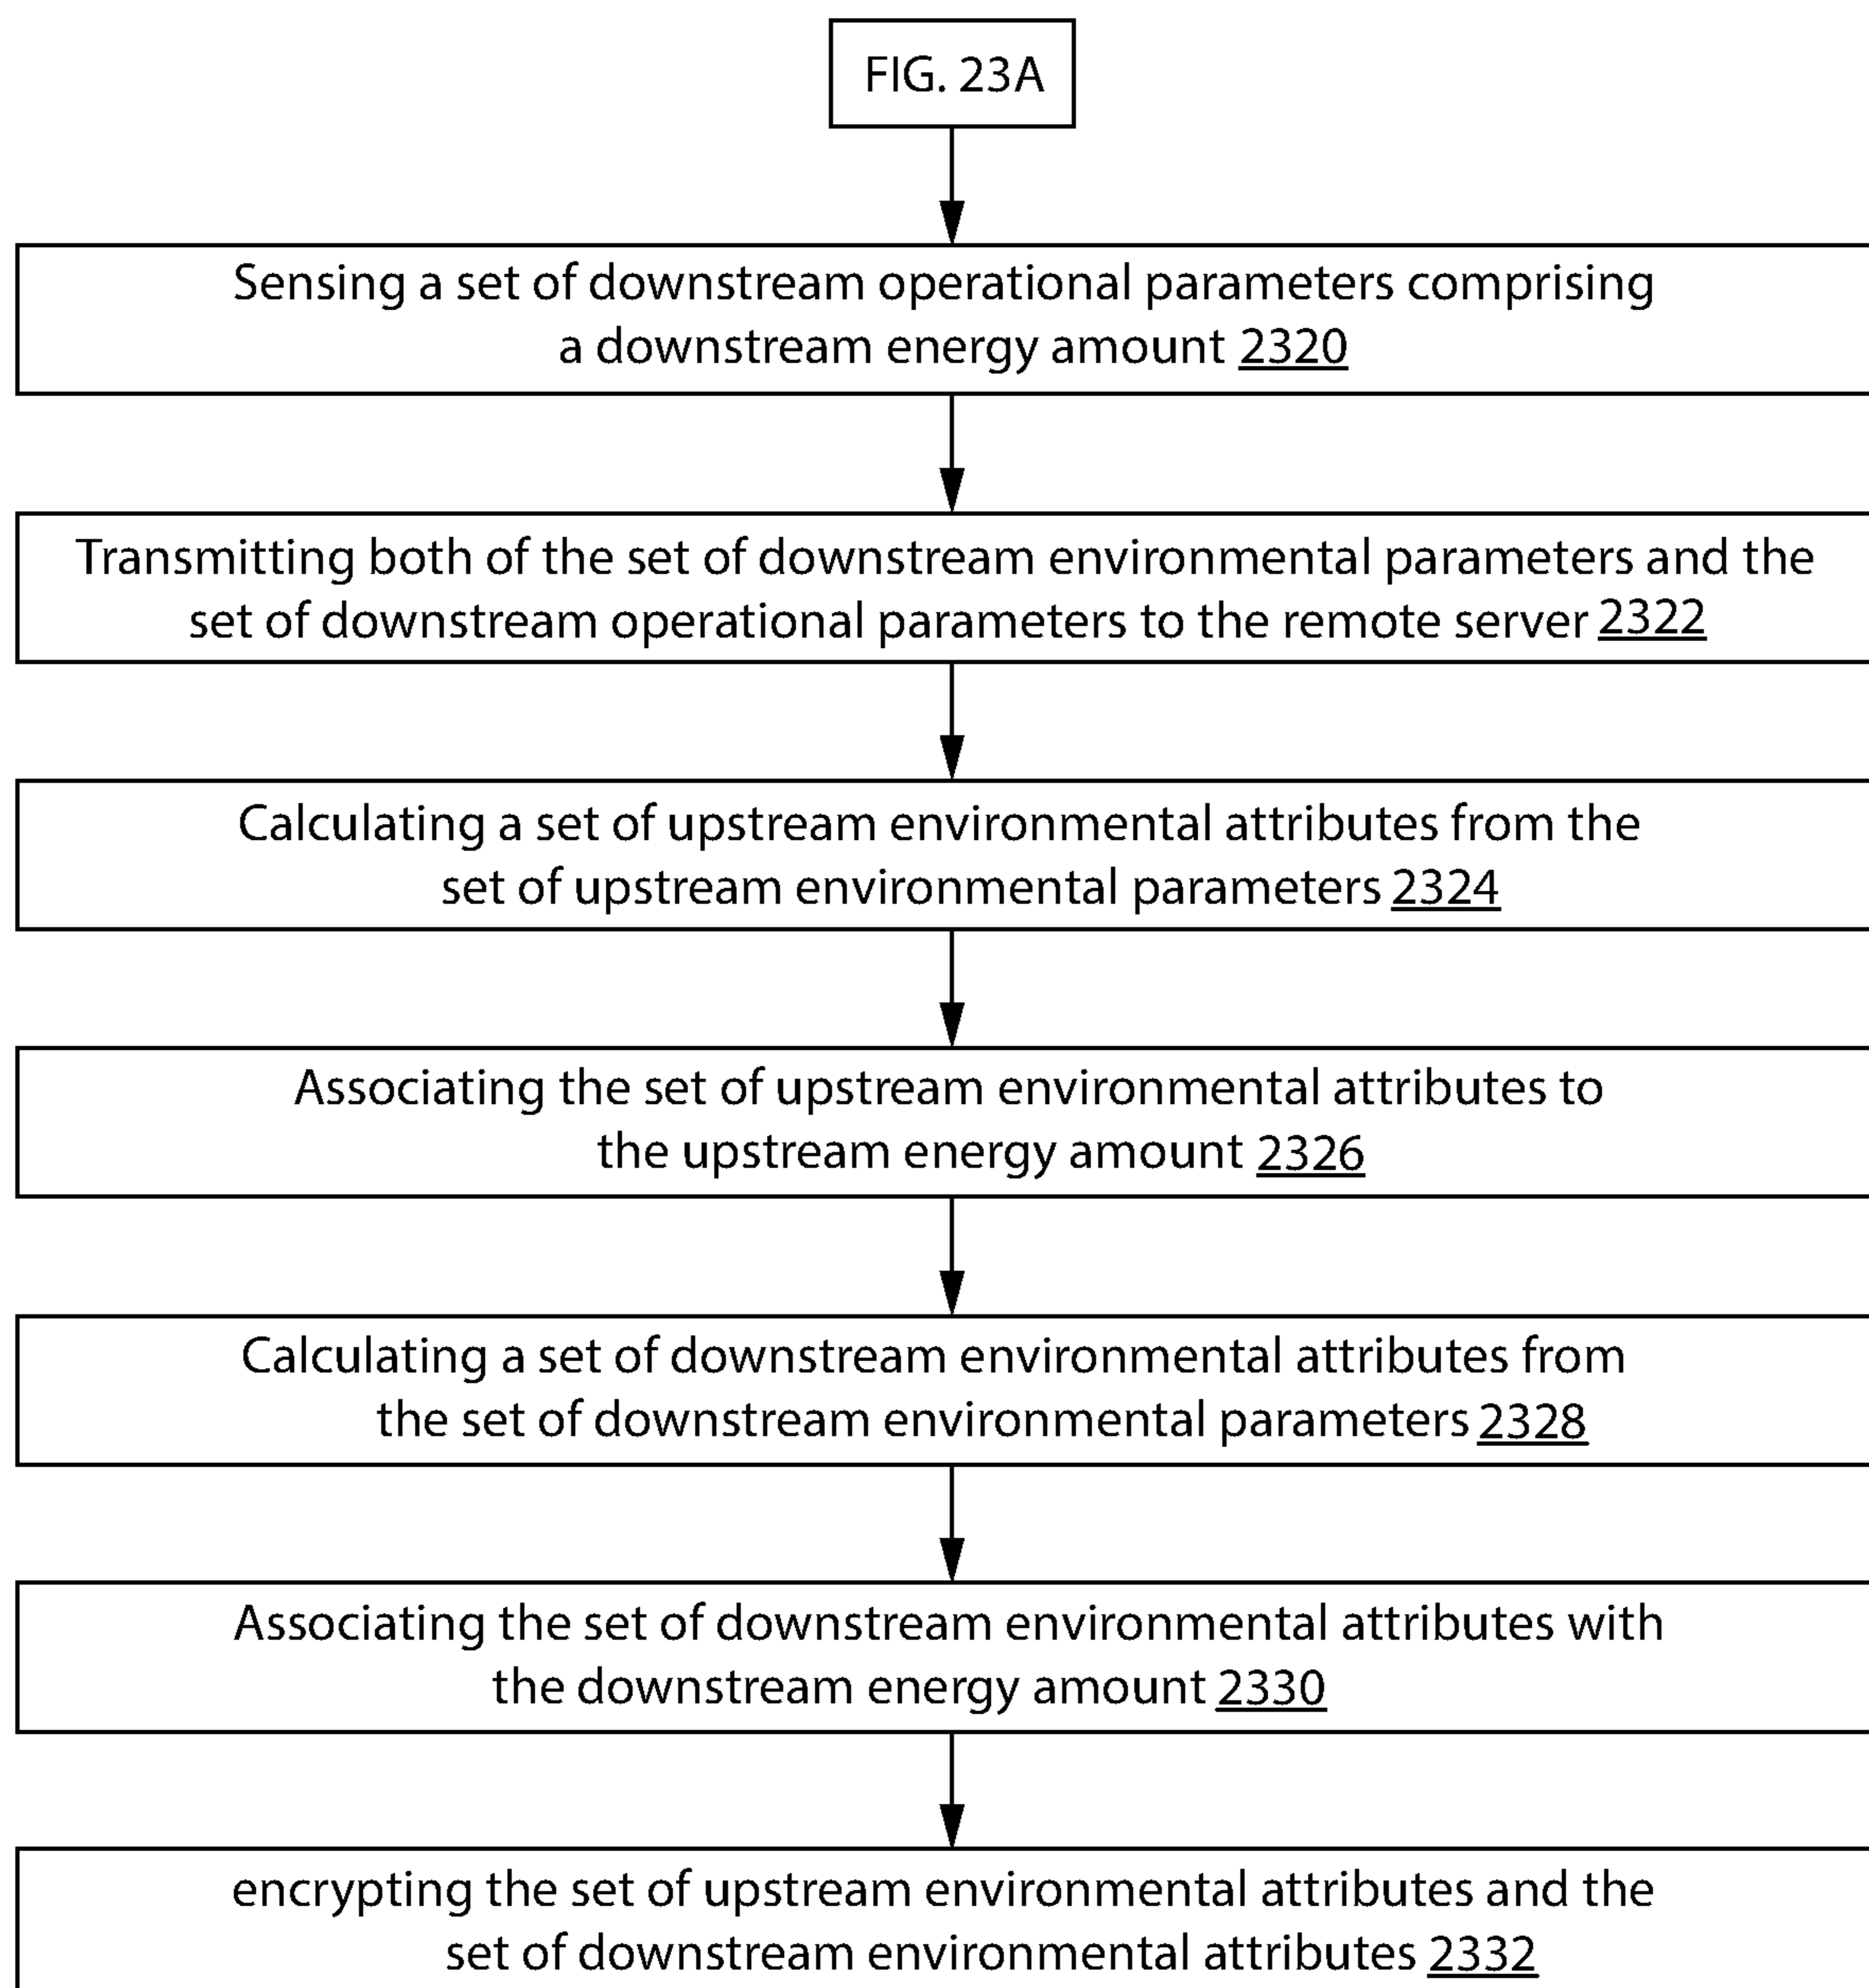 FIG. 23A
Sensing a set of downstream operational parameters comprising
a downstream energy amount 2320
Transmitting both of the set of downstream environmental parameters and the
set of downstream operational parameters to the remote server 2322
Calculating a set of upstream environmental attributes from the
set of upstream environmental parameters 2324
Associating the set of upstream environmental attributes to
the upstream energy amount 2326
Calculating a set of downstream environmental attributes from
the set of downstream environmental parameters 2328
Associating the set of downstream environmental attributes with
the downstream energy amount 2330
encrypting the set of upstream environmental attributes and the
set of downstream environmental attributes 2332